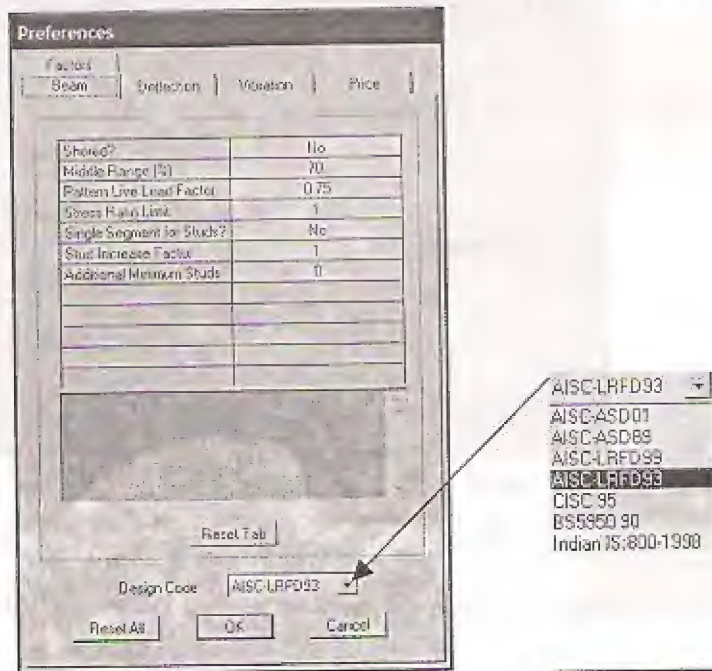 Preferences
Factors
Beam Deflection Vibration Price
Shored? No
Middle Range (%) 70
Pattern Live Load Factor 0.75
Stress Ratio Limit 1
Single Segment for Studs? No
Stud Increase Factor 1
Additional Minimum Studs 0
Reset Tab
Design Code AISC-LRFD93
Reset All OK Cancel
AISC-LRFD93
AISC-ASD01
AISC-ASD89
AISC-LRFD99
AISC-LRFD93
CISC 95
BS5950 90
Indian IS:800-1998